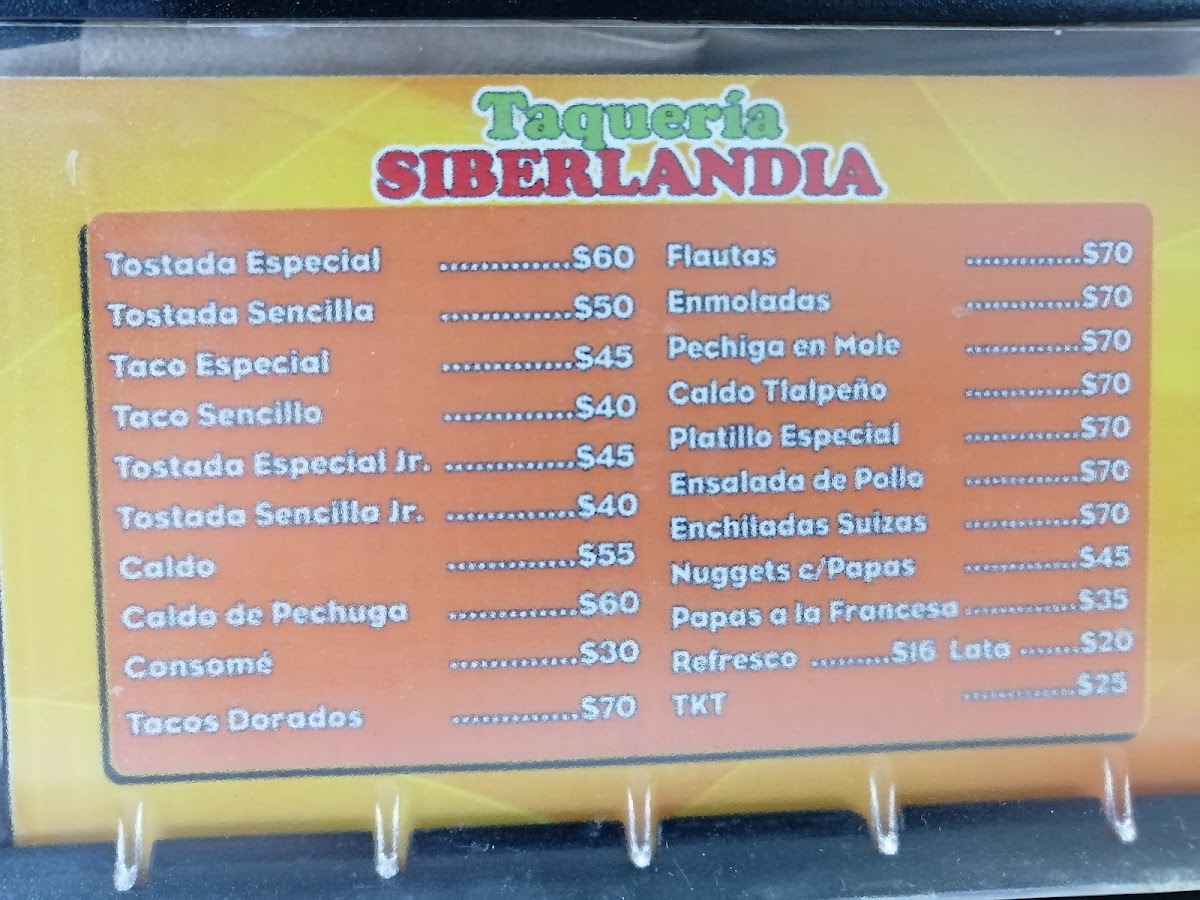 Taquería
SIBERLANDIA
Tostada Especial .............$60
Tostada Sencilla .............$50
Taco Especial .............$45
Taco Sencillo .............$40
Tostada Especial Jr. .............$45
Tostada Sencilla Jr. .............$40
Caldo .............$55
Caldo de Pechuga .............$60
Consomé .............$30
Tacos Dorados .............$70
Flautas ............$70
Enmoladas ............$70
Pechiga en Mole ............$70
Caldo Tlalpeño ............$70
Platillo Especial ............$70
Ensalada de Pollo ............$70
Enchiladas Suizas ............$70
Nuggets c/Papas ............$45
Papas a la Francesa ............$35
Refresco ........$16 Lata ......$20
TKT ............$25